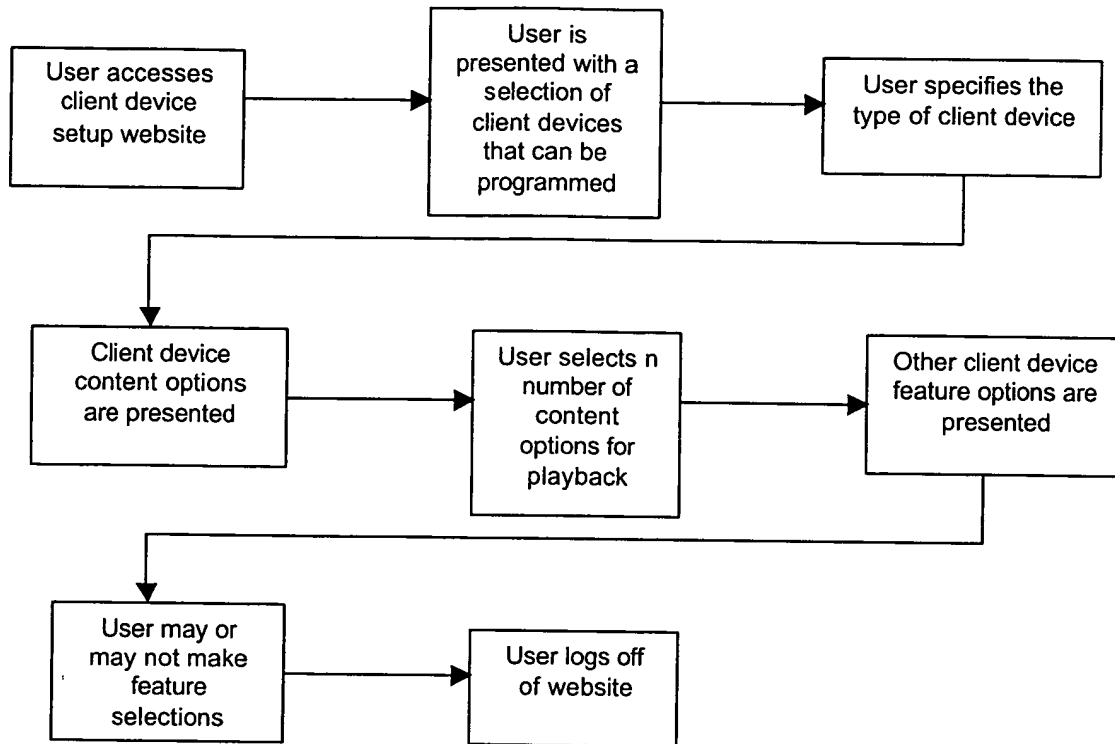 User accesses
client device
setup website
User is
presented with a
selection of
client devices
that can be
programmed
User specifies the
type of client device
Client device
content options
are presented
User selects n
number of
content
options for
playback
Other client device
feature options are
presented
User may or
may not make
feature
selections
User logs off
of website